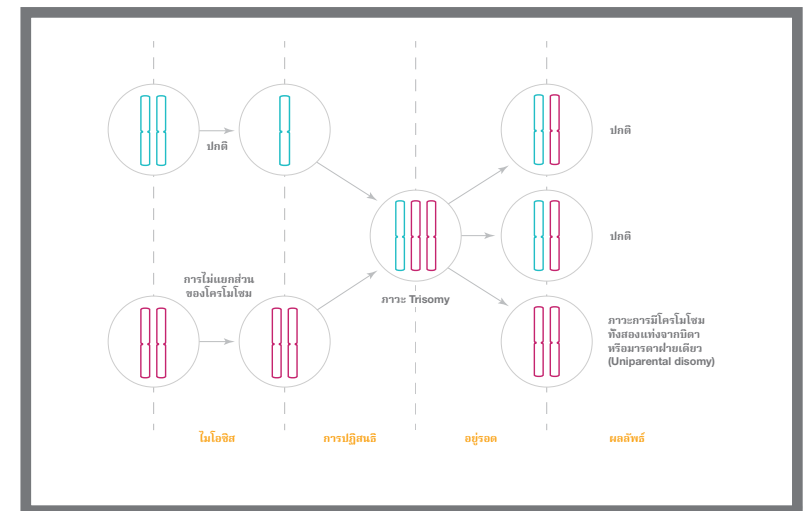 ปกติ
ปกติ
ปกติ
การไม่แยกส่วน
ของโครโมโซม
ภาวะ Trisomy
ภาวะการมีโครโมโซม
ทั้งสองแท่งจากบิดา
หรือมารดาฝ่ายเดียว
(Uniparental disomy)
ไมโอซิส
การปฏิสนธิ
อยู่รอด
ผลลัพธ์